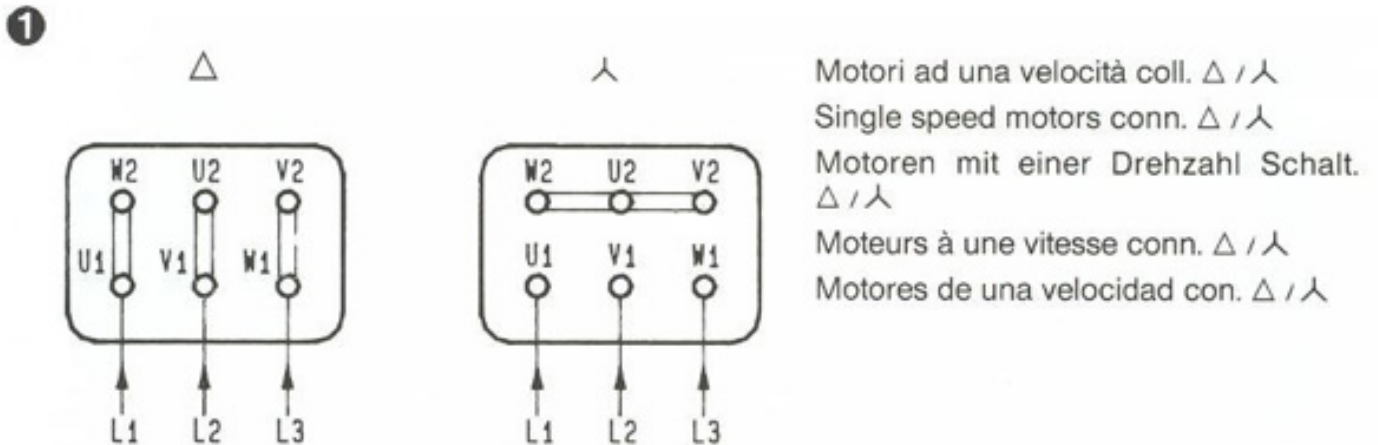 1
△ ⅄
Motori ad una velocità coll. △ / ⅄
Single speed motors conn. △ / ⅄
Motoren mit einer Drehzahl Schalt.
△ / ⅄
Moteurs à une vitesse conn. △ / ⅄
Motores de una velocidad con. △ / ⅄
W2 U2 V2
U1 V1 W1
L1 L2 L3
W2 U2 V2
U1 V1 W1
L1 L2 L3